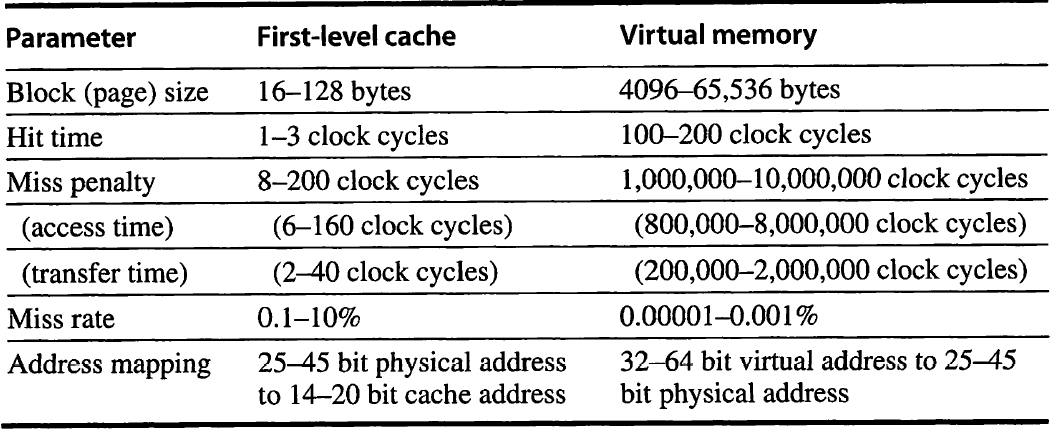 Parameter First-level cache Virtual memory
Block (page) size 16–128 bytes 4096–65,536 bytes
Hit time 1–3 clock cycles 100–200 clock cycles
Miss penalty 8–200 clock cycles 1,000,000–10,000,000 clock cycles
(access time) (6–160 clock cycles) (800,000–8,000,000 clock cycles)
(transfer time) (2–40 clock cycles) (200,000–2,000,000 clock cycles)
Miss rate 0.1–10% 0.00001–0.001%
Address mapping 25–45 bit physical address 32–64 bit virtual address to 25–45
to 14–20 bit cache address bit physical address